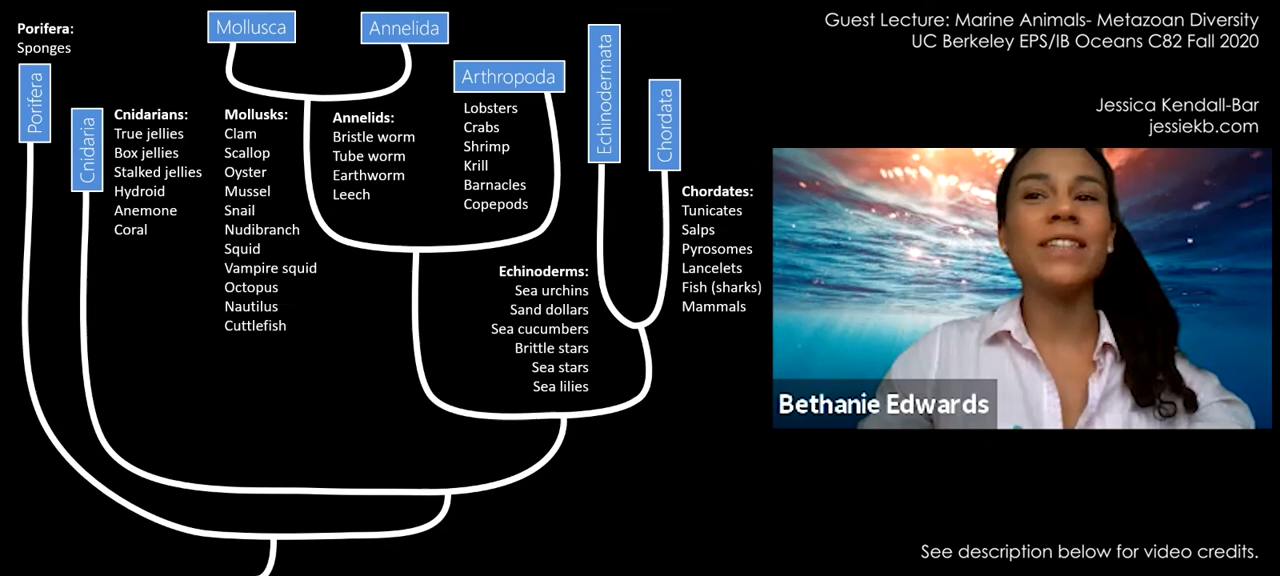 Porifera:
Sponges
Porifera
Cnidaria
Cnidarians:
True jellies
Box jellies
Stalked jellies
Hydroid
Anemone
Coral
Mollusca
Mollusks:
Clam
Scallop
Oyster
Mussel
Snail
Nudibranch
Squid
Vampire squid
Octopus
Nautilus
Cuttlefish
Annelida
Annelids:
Bristle worm
Tube worm
Earthworm
Leech
Arthropoda
Lobsters
Crabs
Shrimp
Krill
Barnacles
Copepods
Echinodermata
Echinoderms:
Sea urchins
Sand dollars
Sea cucumbers
Brittle stars
Sea stars
Sea lilies
Chordata
Chordates:
Tunicates
Salps
Pyrosomes
Lancelets
Fish (sharks)
Mammals
Guest Lecture: Marine Animals- Metazoan Diversity
UC Berkeley EPS/IB Oceans C82 Fall 2020
Jessica Kendall-Bar
jessiekb.com
Bethanie Edwards
See description below for video credits.